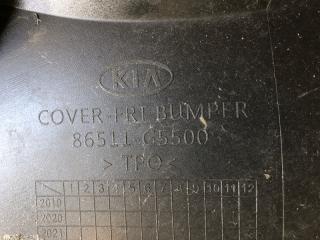 KIA
COVER-FRT BUMPER
86511-G5500
>TPO<
1 2 3 4 5 6 7 8 9 10 11 12
2019
2020
2021